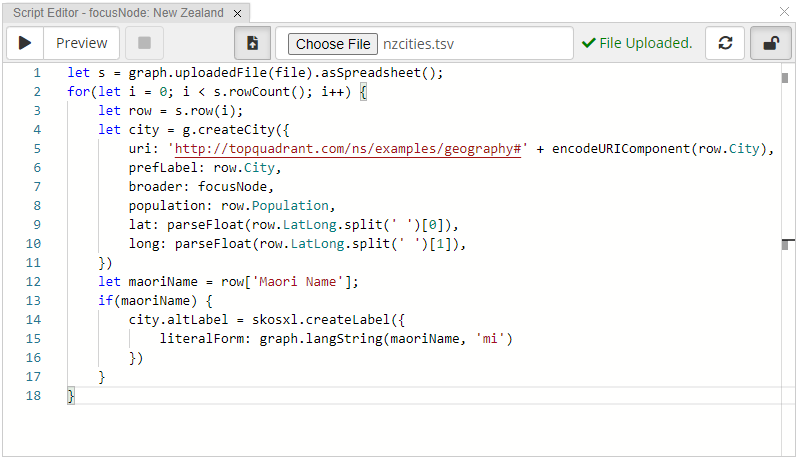 Script Editor - focusNode: New Zealand ×
Preview Choose File nzcities.tsv File Uploaded.
1 let s = graph.uploadedFile(file).asSpreadsheet();
2 for(let i = 0; i < s.rowCount(); i++) {
3     let row = s.row(i);
4     let city = g.createCity({
5         uri: 'http://topquadrant.com/ns/examples/geography#' + encodeURIComponent(row.City),
6         prefLabel: row.City,
7         broader: focusNode,
8         population: row.Population,
9         lat: parseFloat(row.LatLong.split(' ')[0]),
10         long: parseFloat(row.LatLong.split(' ')[1]),
11     })
12     let maoriName = row['Maori Name'];
13     if(maoriName) {
14         city.altLabel = skosxl.createLabel({
15             literalForm: graph.langString(maoriName, 'mi')
16         })
17     }
18 }